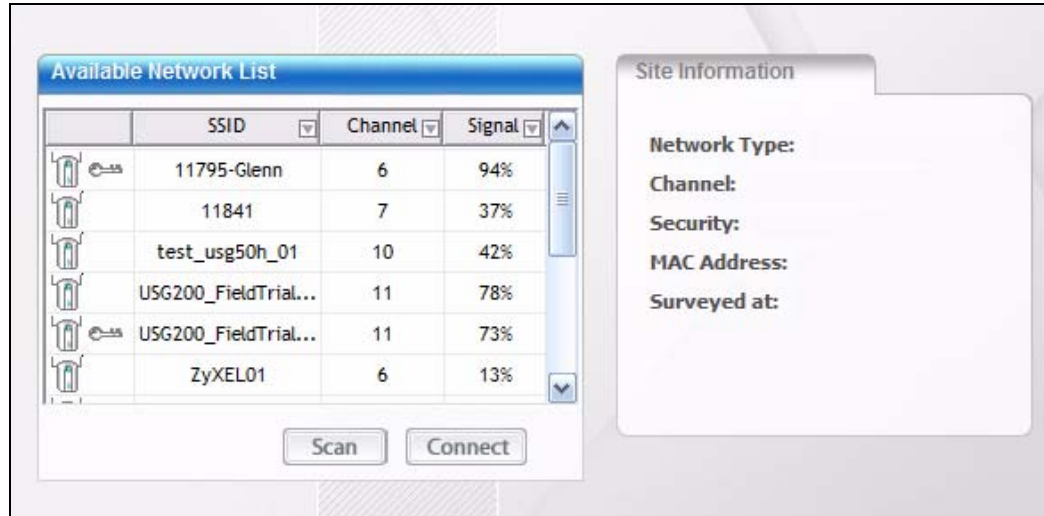 Available Network List
SSID Channel Signal
11795-Glenn 6 94%
11841 7 37%
test_usg50h_01 10 42%
USG200_FieldTrial... 11 78%
USG200_FieldTrial... 11 73%
ZyXEL01 6 13%
Scan Connect
Site Information
Network Type:
Channel:
Security:
MAC Address:
Surveyed at: